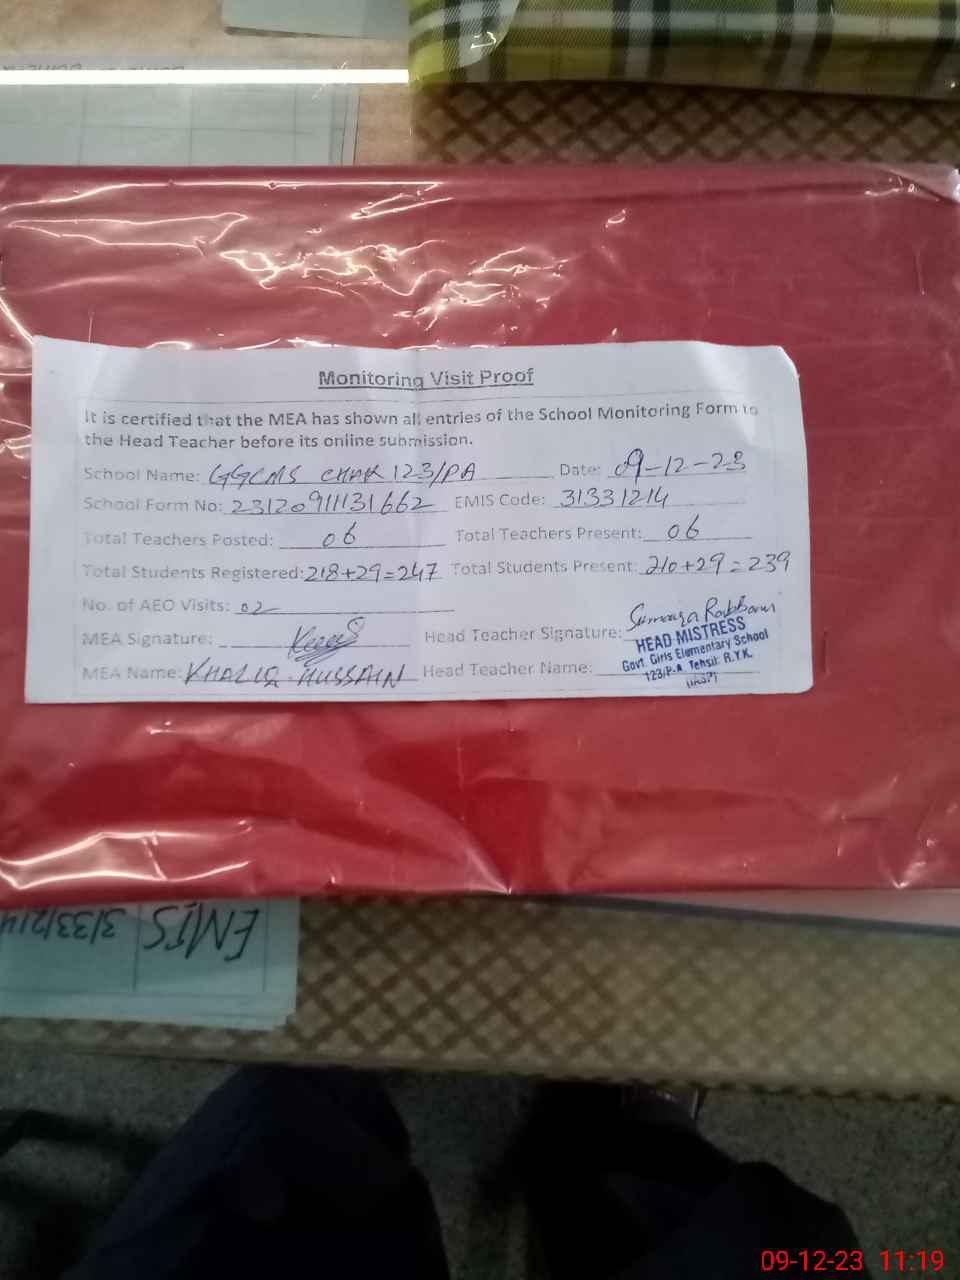 Monitoring Visit Proof
It is certified that the MEA has shown all entries of the School Monitoring Form to
the Head Teacher before its online submission.
School Name: GGCMS CHAK 123/PA Date: 09-12-23
School Form No: 231209111131662 EMIS Code: 31331214
Total Teachers Posted: 06 Total Teachers Present: 06
Total Students Registered: 218+29=247 Total Students Present: 210+29=239
No. of AEO Visits: 02
MEA Signature: Head Teacher Signature:
HEAD MISTRESS
Govt. Girls Elementary School
123/P.A Tehsil: R.Y.K.
MEA Name: KHALIQ HUSSAIN Head Teacher Name:
EMIS 31331214
09-12-23 11:19